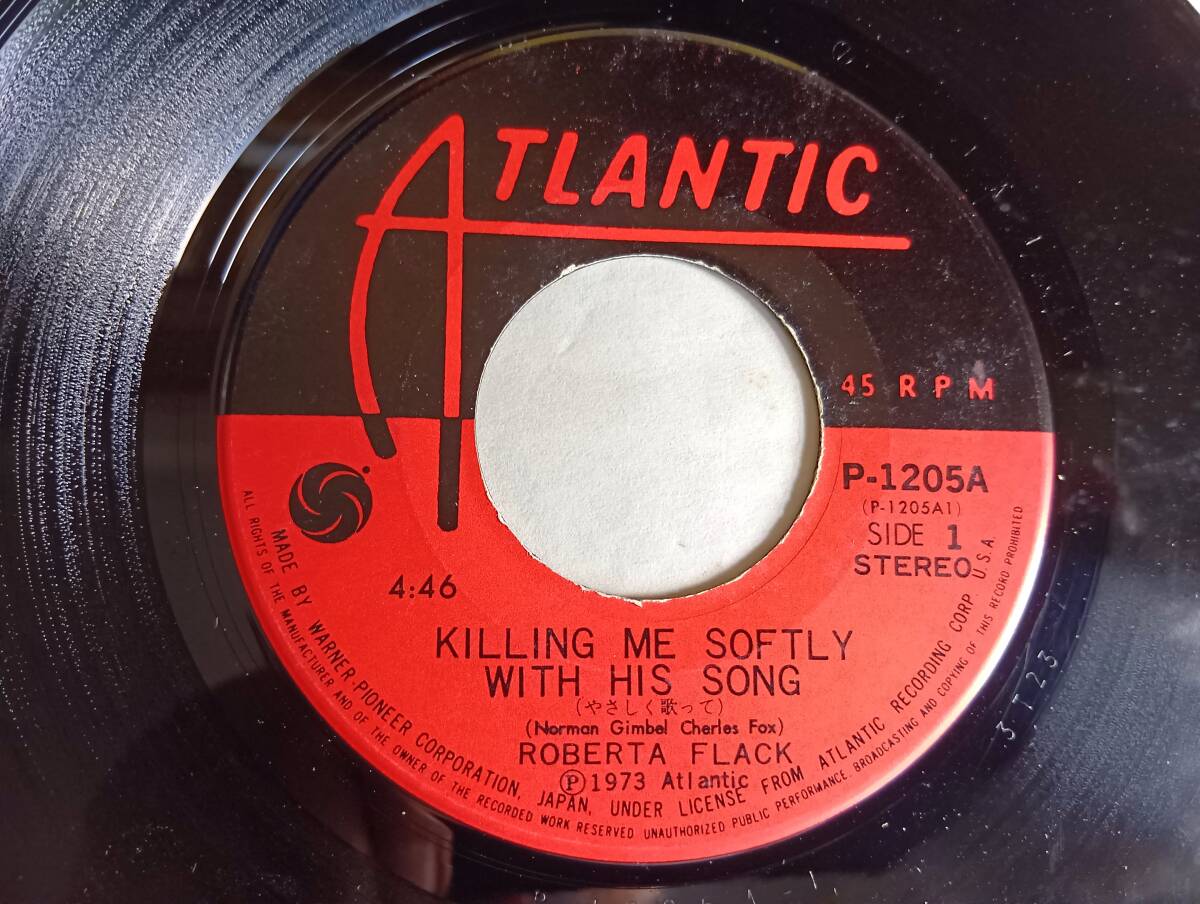 ATLANTIC
45 RPM
P-1205A
(P-1205A1)
SIDE 1
STEREO
4:46
KILLING ME SOFTLY
WITH HIS SONG
(やさしく歌って)
(Norman Gimbel Cherles Fox)
ROBERTA FLACK
Ⓟ1973 Atlantic
MADE BY WARNER-PIONEER CORPORATION, JAPAN, UNDER LICENSE FROM ATLANTIC RECORDING CORP U.S.A.
ALL RIGHTS OF THE MANUFACTURER AND OF THE OWNER OF THE RECORDED WORK RESERVED UNAUTHORIZED PUBLIC PERFORMANCE BROADCASTING AND COPYING OF THIS RECORD PROHIBITED